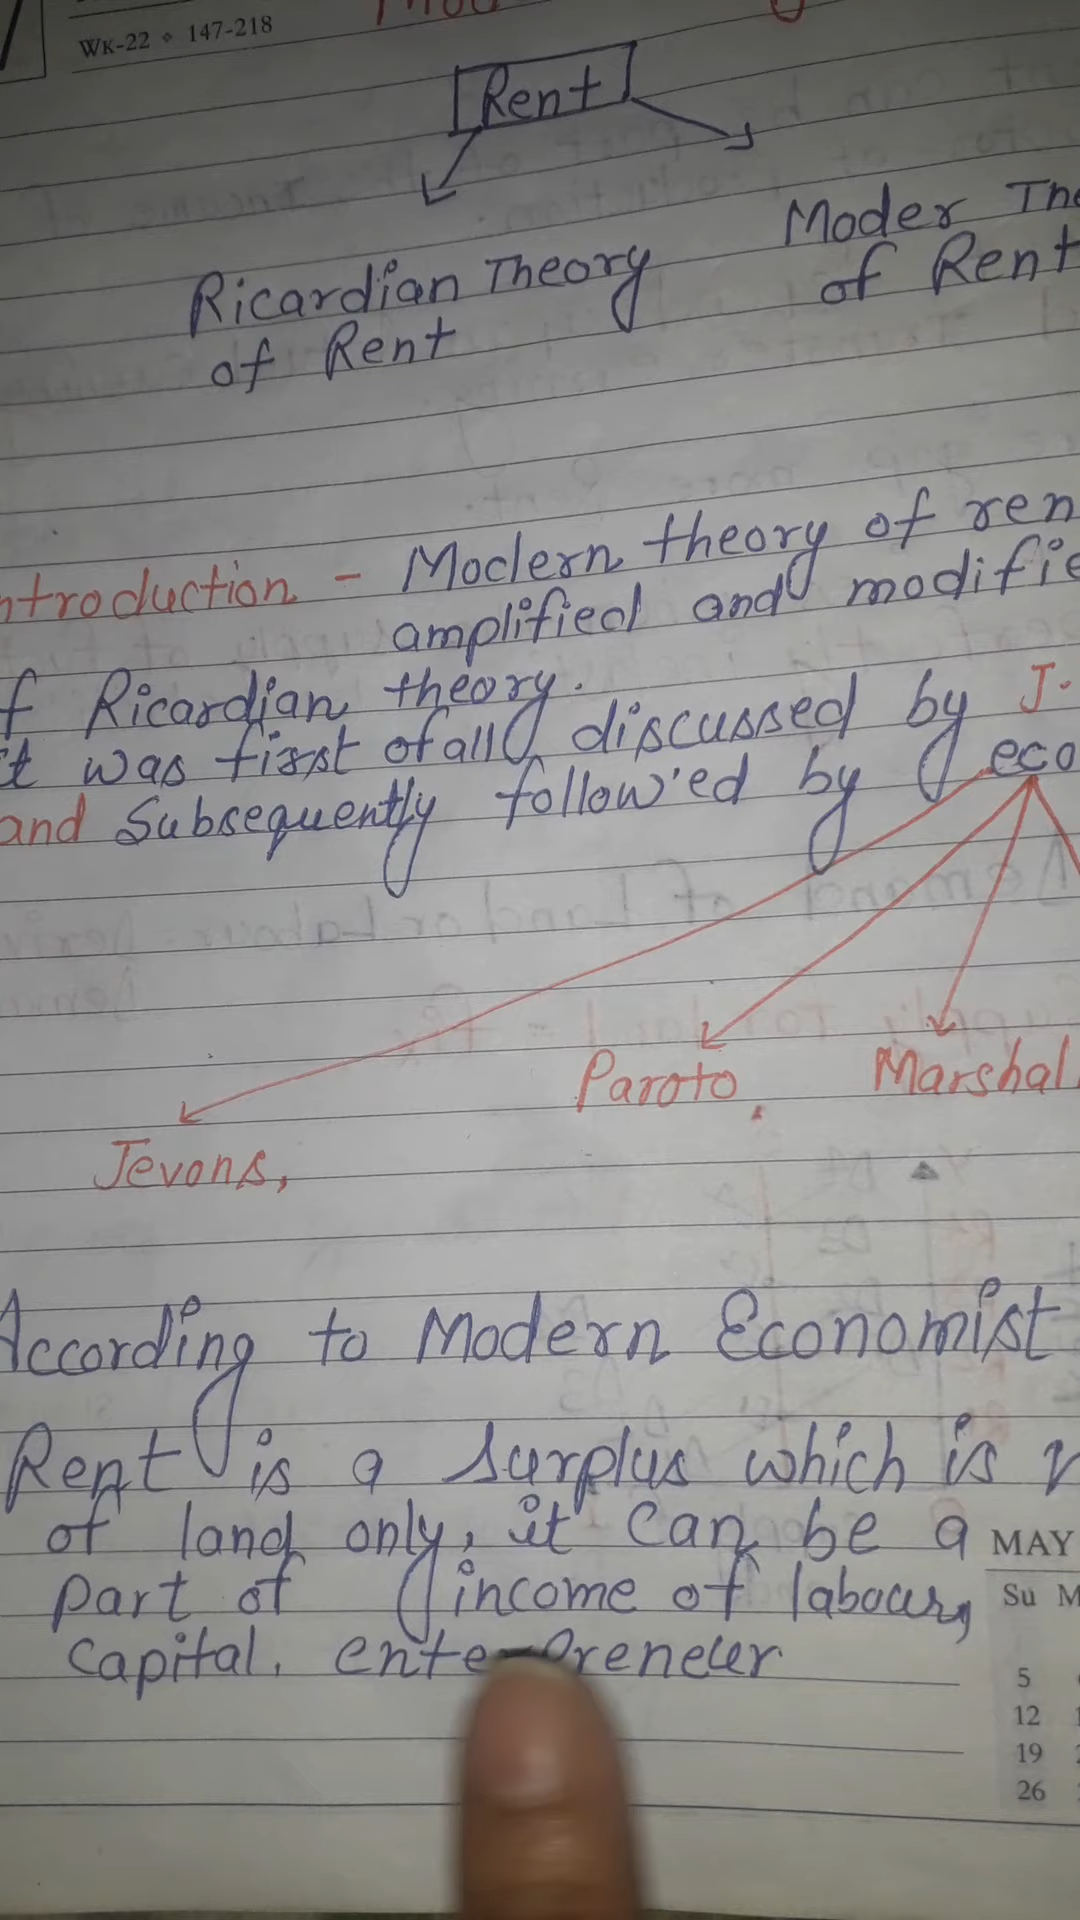 WK-22 ⋄ 147-218
Rent
Ricardian Theory
of Rent
Moder The
of Rent
ntroduction - Modern theory of ren
amplified and modifie
f Ricardian theory.
it was first of all discussed by J.
and Subsequently follow'ed by eco
Paroto
Marshal
Jevons,
According to Modern Economist
Rent is a surplus which is
of land only, it can be a
part of income of labour,
Capital, enterpreneur
MAY
Su M
5
12
19
26